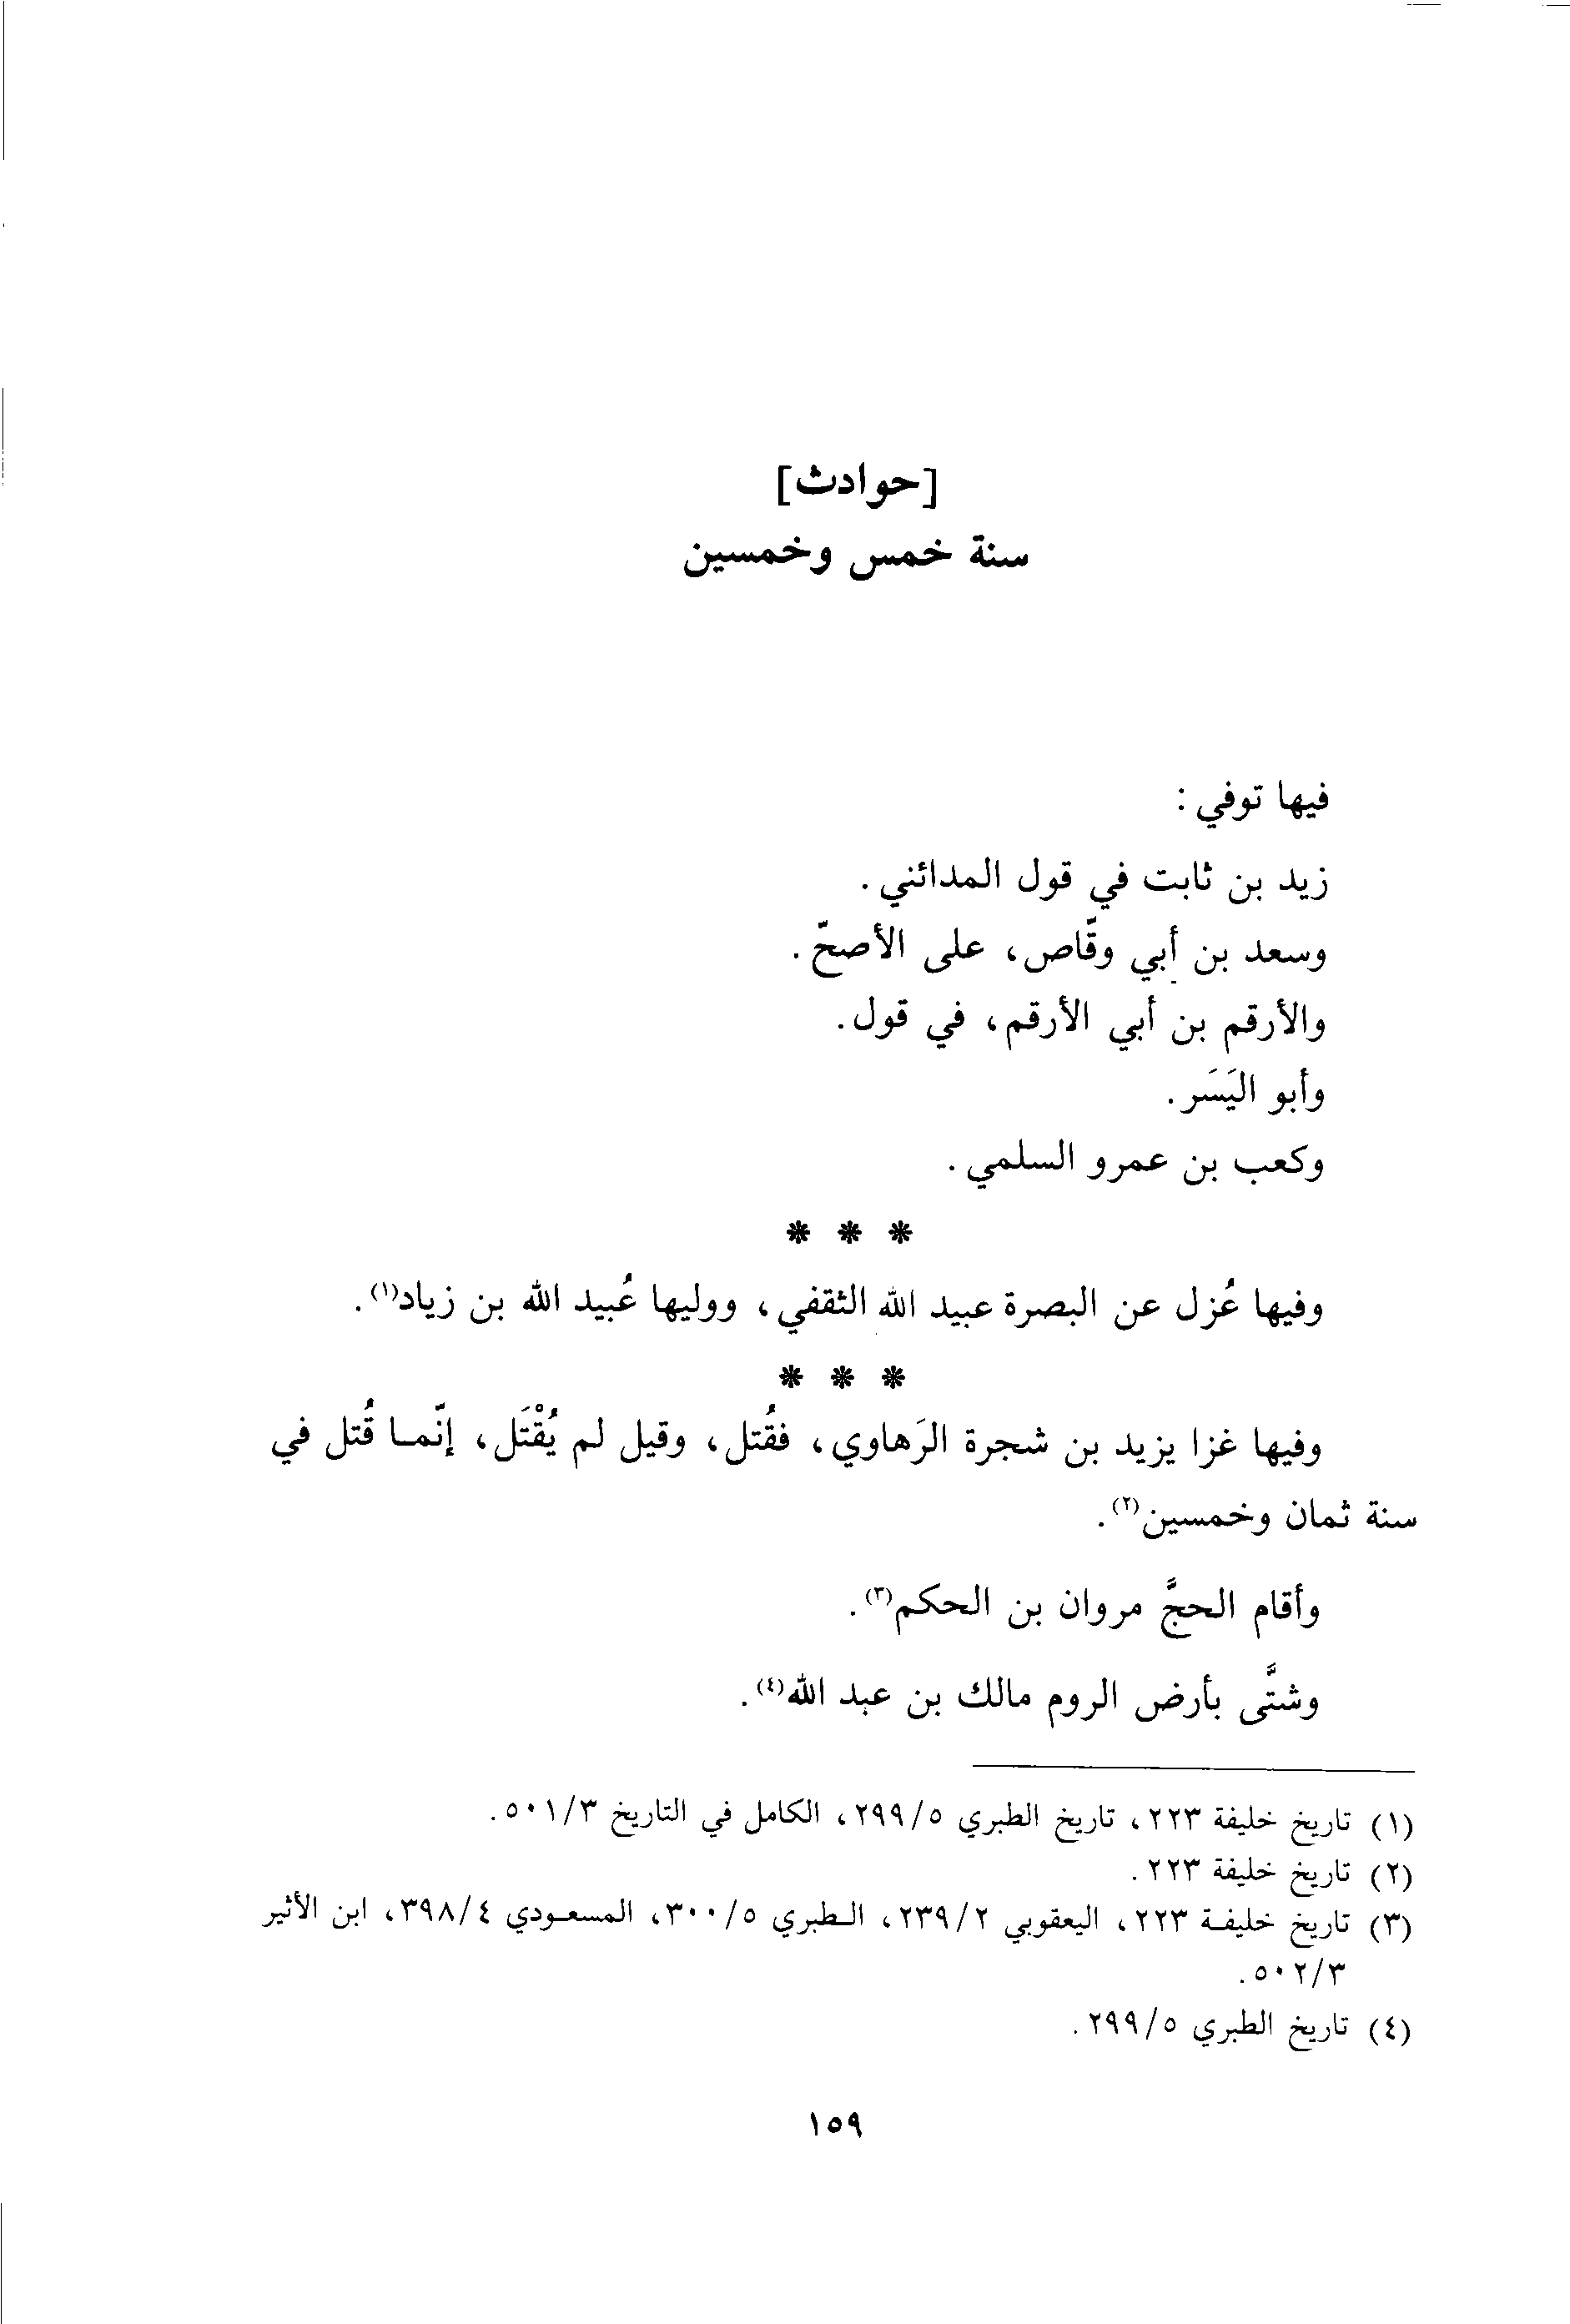 [حوادث]
سنة خمس وخمسين
فيها توفي :
زيد بن ثابت في قول المدائني .
وسعد بن أبي وقّاص، على الأصحّ .
والأرقم بن أبي الأرقم، في قول .
وأبو اليَسَر .
وكعب بن عمرو السلمي .
* * *
وفيها عُزل عن البصرة عبيد الله الثقفي، ووليها عُبيد الله بن زياد(١) .
* * *
وفيها غزا يزيد بن شجرة الرَهاوي، فقُتل، وقيل لم يُقْتَل، إنّما قُتل في
سنة ثمان وخمسين(٢) .
وأقام الحجَّ مروان بن الحكم(٣) .
وشتَّى بأرض الروم مالك بن عبد الله(٤) .
(١) تاريخ خليفة ٢٢٣، تاريخ الطبري ٢٩٩/٥، الكامل في التاريخ ٥٠١/٣ .
(٢) تاريخ خليفة ٢٢٣ .
(٣) تاريخ خليفة ٢٢٣، اليعقوبي ٢٣٩/٢، الطبري ٣٠٠/٥، المسعودي ٣٩٨/٤، ابن الأثير
٥٠٢/٣ .
(٤) تاريخ الطبري ٢٩٩/٥ .
١٥٩